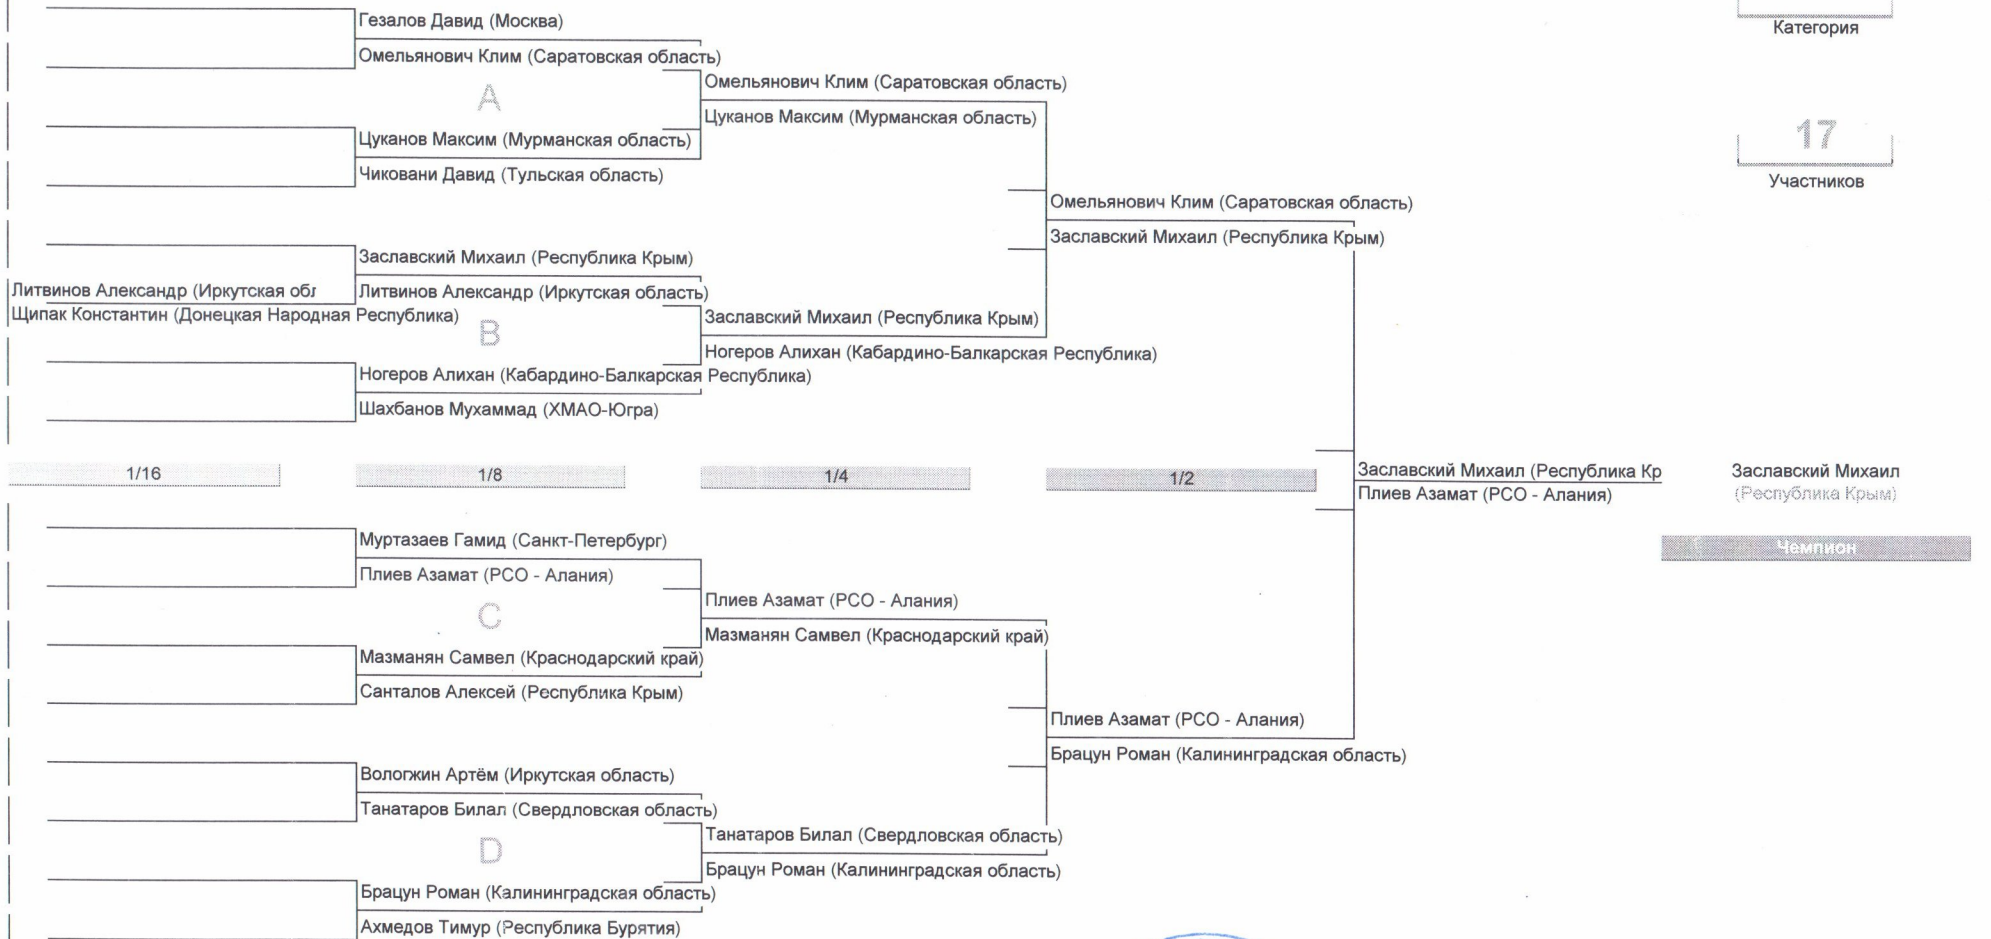 Гезалов Давид (Москва)
Омельянович Клим (Саратовская область)
A
Цуканов Максим (Мурманская область)
Чиковани Давид (Тульская область)
Омельянович Клим (Саратовская область)
Цуканов Максим (Мурманская область)
Категория
17
Участников
Омельянович Клим (Саратовская область)
Заславский Михаил (Республика Крым)
Заславский Михаил (Республика Крым)
Литвинов Александр (Иркутская обл
Литвинов Александр (Иркутская область)
Щипак Константин (Донецкая Народная Республика)
B
Заславский Михаил (Республика Крым)
Ногеров Алихан (Кабардино-Балкарская Республика)
Ногеров Алихан (Кабардино-Балкарская Республика)
Шахбанов Мухаммад (ХМАО-Югра)
1/16
1/8
1/4
1/2
Заславский Михаил (Республика Кр
Плиев Азамат (РСО - Алания)
Заславский Михаил
(Республика Крым)
Чемпион
Муртазаев Гамид (Санкт-Петербург)
Плиев Азамат (РСО - Алания)
C
Мазманян Самвел (Краснодарский край)
Санталов Алексей (Республика Крым)
Плиев Азамат (РСО - Алания)
Мазманян Самвел (Краснодарский край)
Плиев Азамат (РСО - Алания)
Брацун Роман (Калининградская область)
Вологжин Артём (Иркутская область)
Танатаров Билал (Свердловская область)
D
Танатаров Билал (Свердловская область)
Брацун Роман (Калининградская область)
Брацун Роман (Калининградская область)
Ахмедов Тимур (Республика Бурятия)